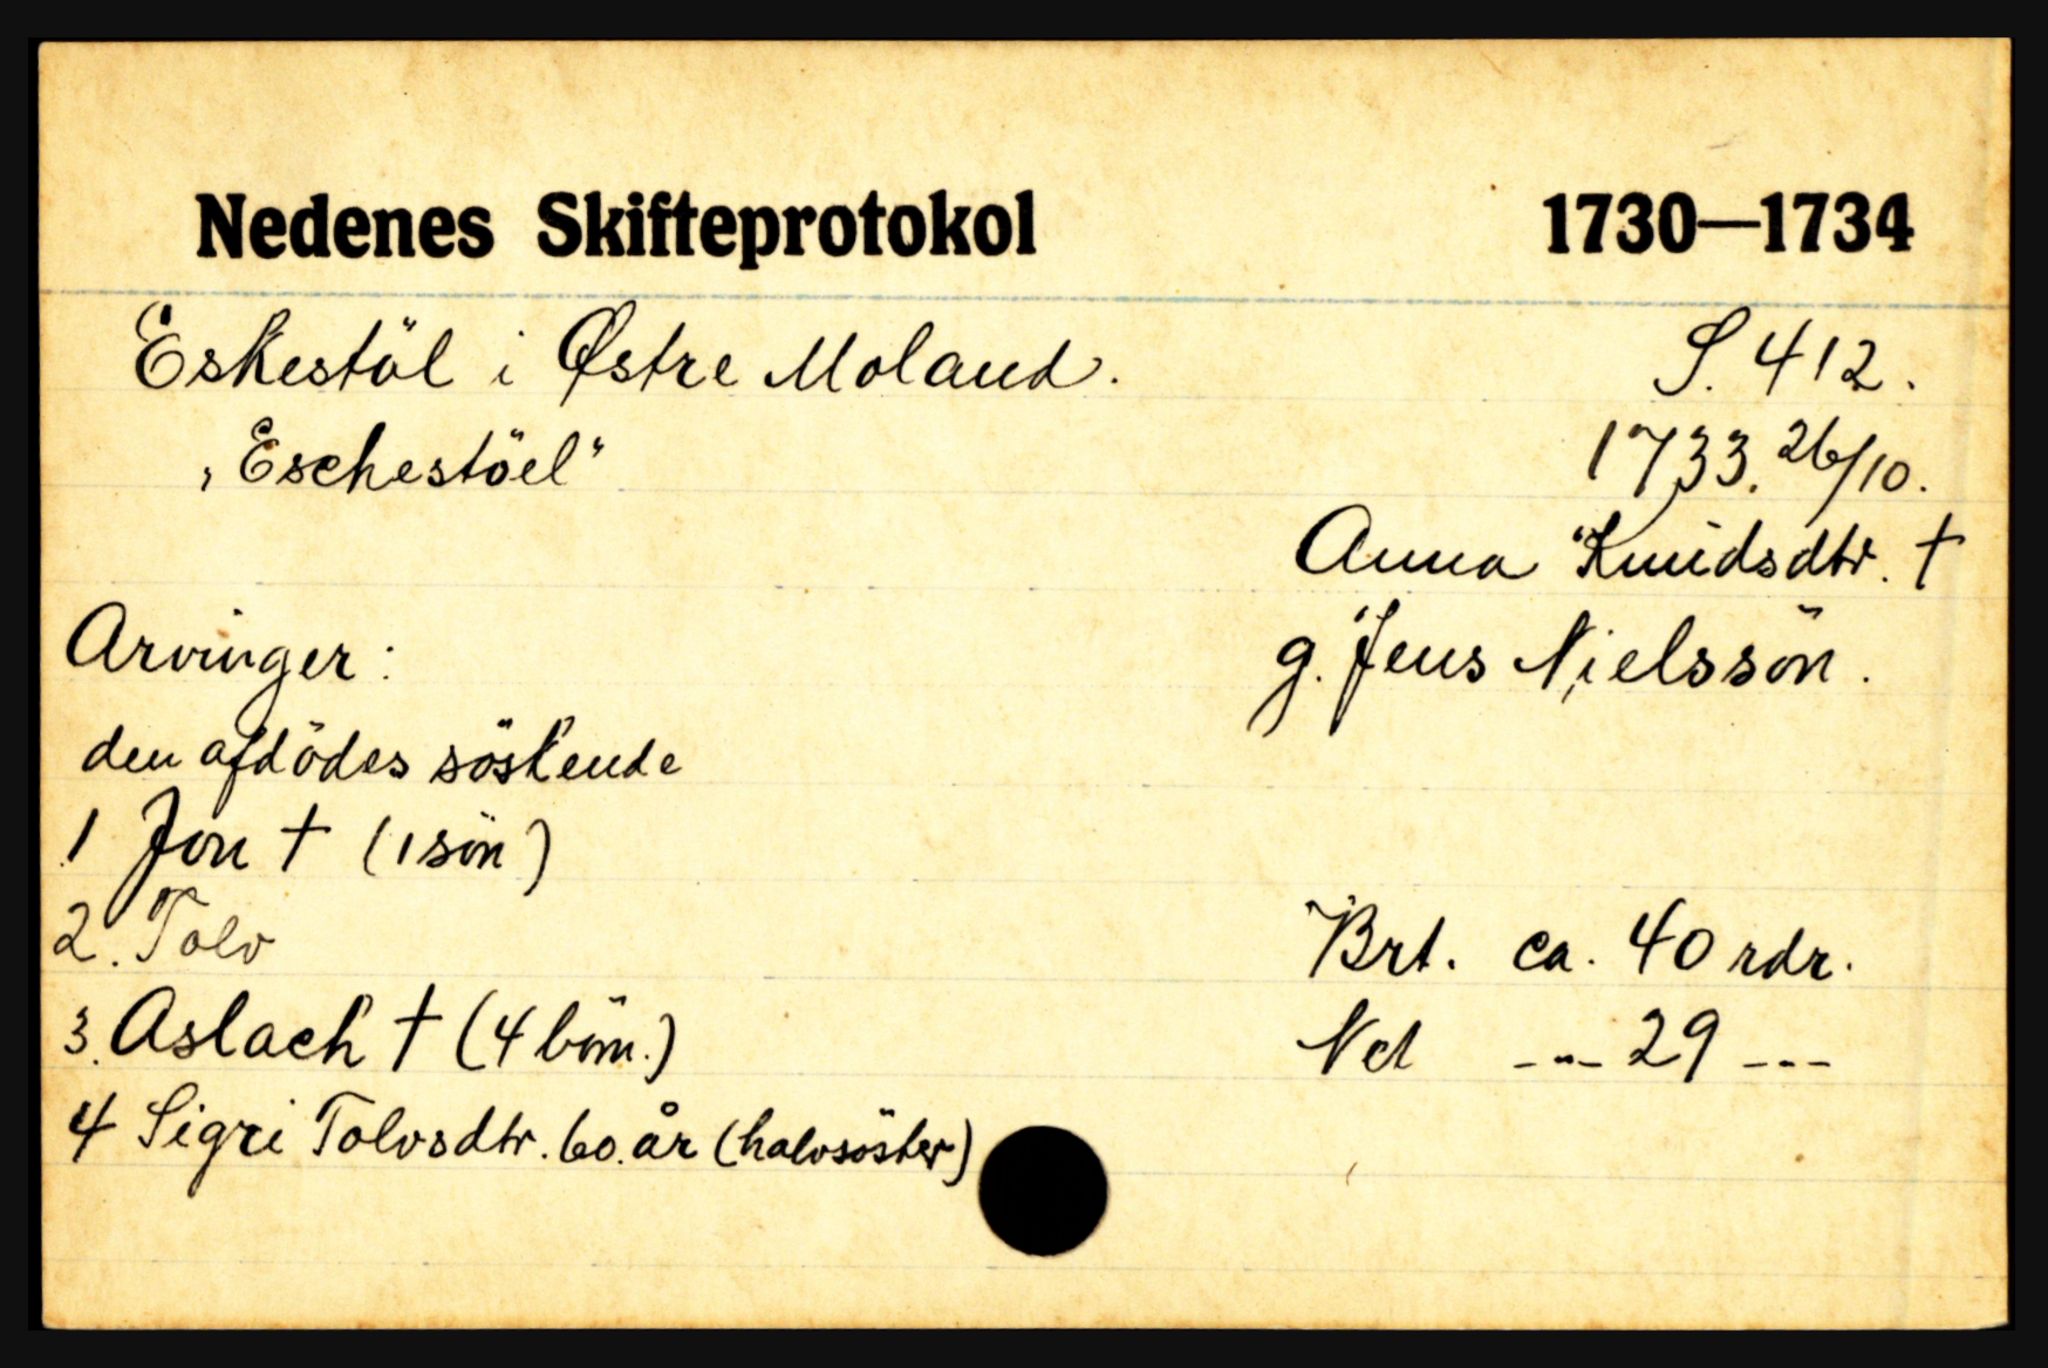 Nedenes Skifteprotokol 1730—1734
Eskestöl i Østre Moland. S. 412.
„Eschestöel" 1733. 26/10.
Anna Knudsdtr. †
Arvinger: g. Jens Nielssön.
den afdödes söskende
1 Jon † (1 sön)
2. Tolv Brt. ca. 40 rdr.
3. Aslach † (4 börn.) Net --- 29 ---
4 Sigri Tolvsdtr. 60 år (halvsöster)